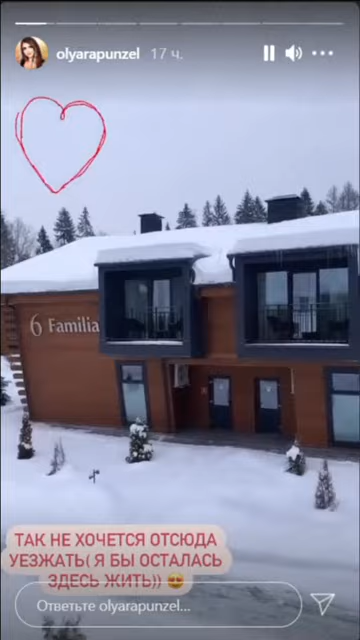 olyarapunzel 17 ч.
6 Familia
ТАК НЕ ХОЧЕТСЯ ОТСЮДА
УЕЗЖАТЬ( Я БЫ ОСТАЛАСЬ
ЗДЕСЬ ЖИТЬ)) 😍
Ответьте olyarapunzel...